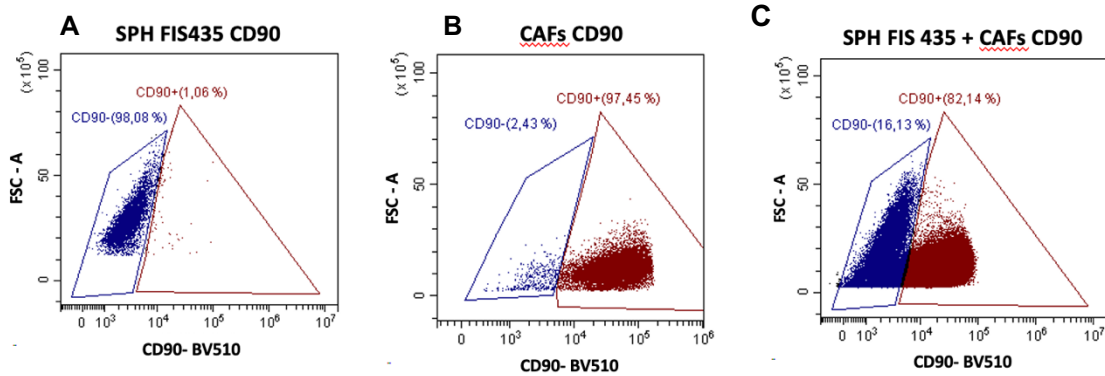 A
SPH FIS435 CD90
(x 10⁵)
100
50
0
FSC - A
CD90+(1,06 %)
CD90-(98,08 %)
0 10³ 10⁴ 10⁵ 10⁶ 10⁷
CD90- BV510
B
CAFs CD90
(x 10⁵)
100
50
0
FSC - A
CD90+(97,45 %)
CD90-(2,43 %)
0 10³ 10⁴ 10⁵ 10⁶
CD90- BV510
C
SPH FIS 435 + CAFs CD90
(x 10⁵)
100
50
0
FSC - A
CD90+(82,14 %)
CD90-(16,13 %)
0 10³ 10⁴ 10⁵ 10⁶ 10⁷
CD90- BV510